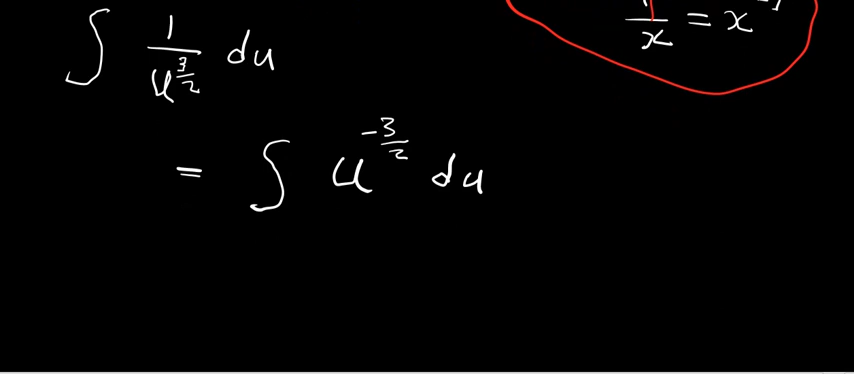 ∫ 1/u^(3/2) du
1/x = x^-1
= ∫ u^(-3/2) du